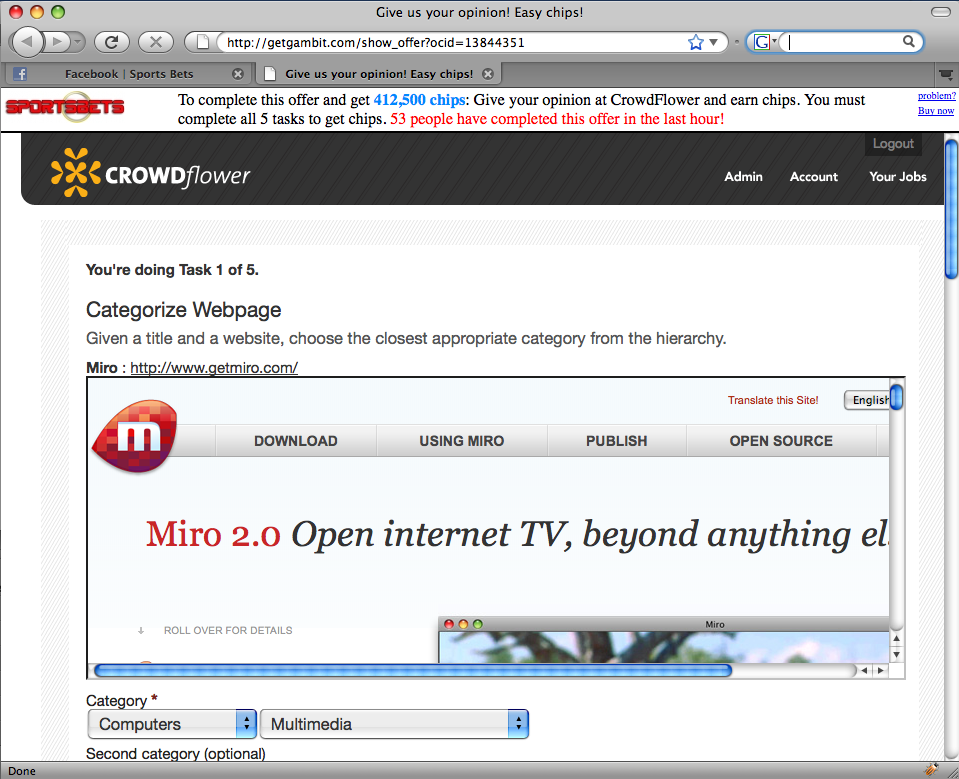 Give us your opinion! Easy chips!
http://getgambit.com/show_offer?ocid=13844351
G
f Facebook | Sports Bets
Give us your opinion! Easy chips!
SPORTSBETS
To complete this offer and get 412,500 chips: Give your opinion at CrowdFlower and earn chips. You must
complete all 5 tasks to get chips. 53 people have completed this offer in the last hour!
problem?
Buy now
Logout
CROWDflower
Admin Account Your Jobs
You're doing Task 1 of 5.
Categorize Webpage
Given a title and a website, choose the closest appropriate category from the hierarchy.
Miro : http://www.getmiro.com/
Translate this Site! English
m
DOWNLOAD USING MIRO PUBLISH OPEN SOURCE
Miro 2.0 Open internet TV, beyond anything el
ROLL OVER FOR DETAILS
Miro
Category *
Computers Multimedia
Second category (optional)
Done